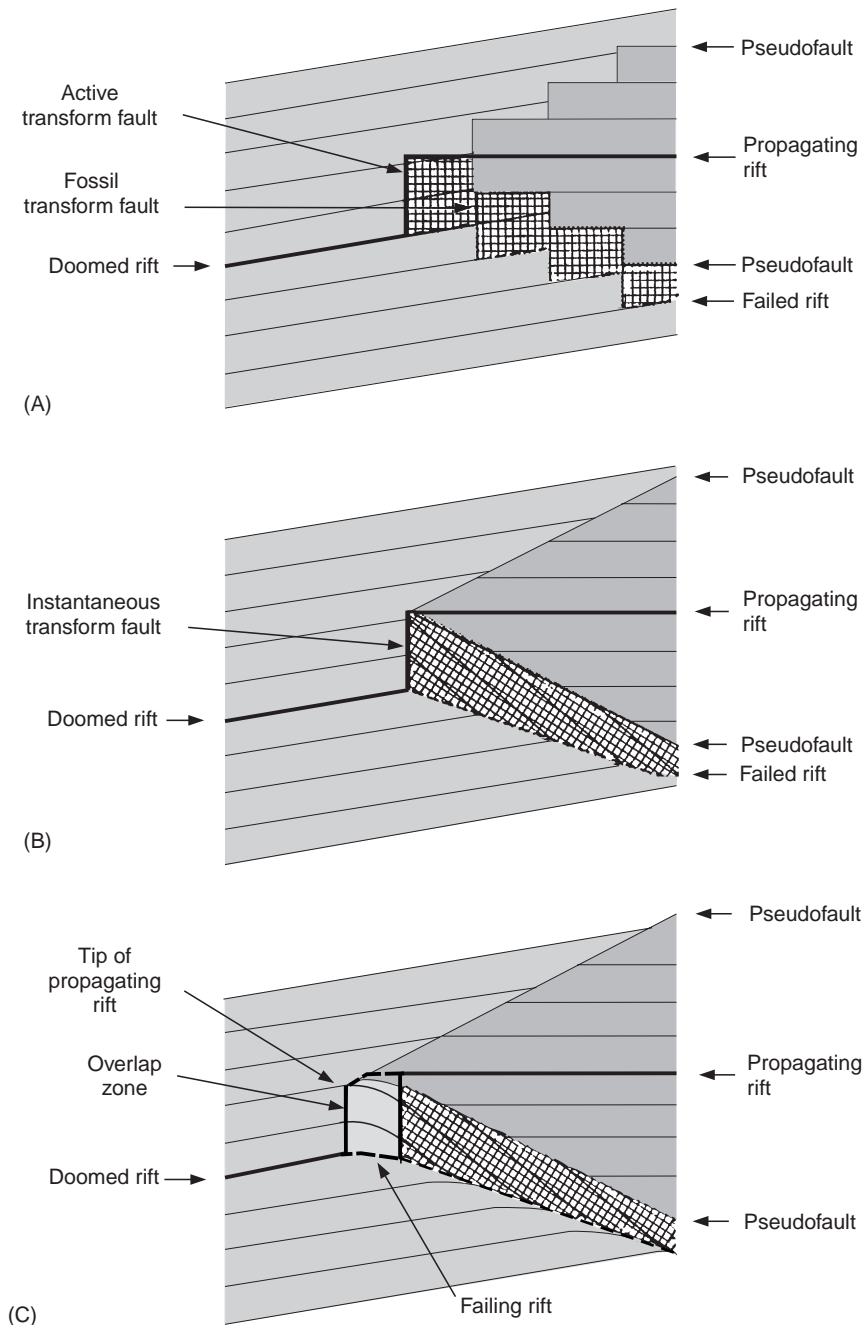 Pseudofault
Active
transform fault
Propagating
rift
Fossil
transform fault
Doomed rift
Pseudofault
Failed rift
(A)
Pseudofault
Instantaneous
transform fault
Propagating
rift
Doomed rift
Pseudofault
Failed rift
(B)
Pseudofault
Tip of
propagating
rift
Overlap
zone
Propagating
rift
Doomed rift
Pseudofault
Failing rift
(C)